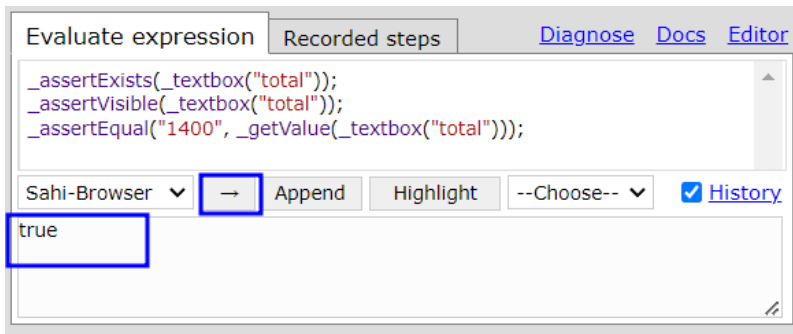 Evaluate expression Recorded steps Diagnose Docs Editor
_assertExists(_textbox("total"));
_assertVisible(_textbox("total"));
_assertEqual("1400", _getValue(_textbox("total")));
Sahi-Browser → Append Highlight --Choose-- History
true